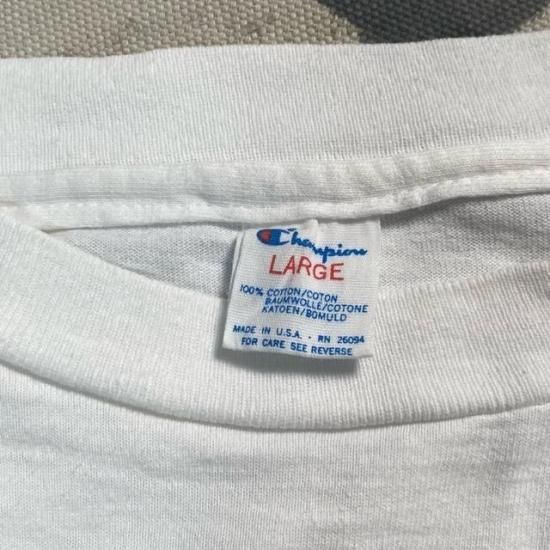 Champion
LARGE
100% COTTON/COTON
BAUMWOLLE/COTONE
KATOEN/BOMULD
MADE IN U.S.A. - RN 26094
FOR CARE SEE REVERSE